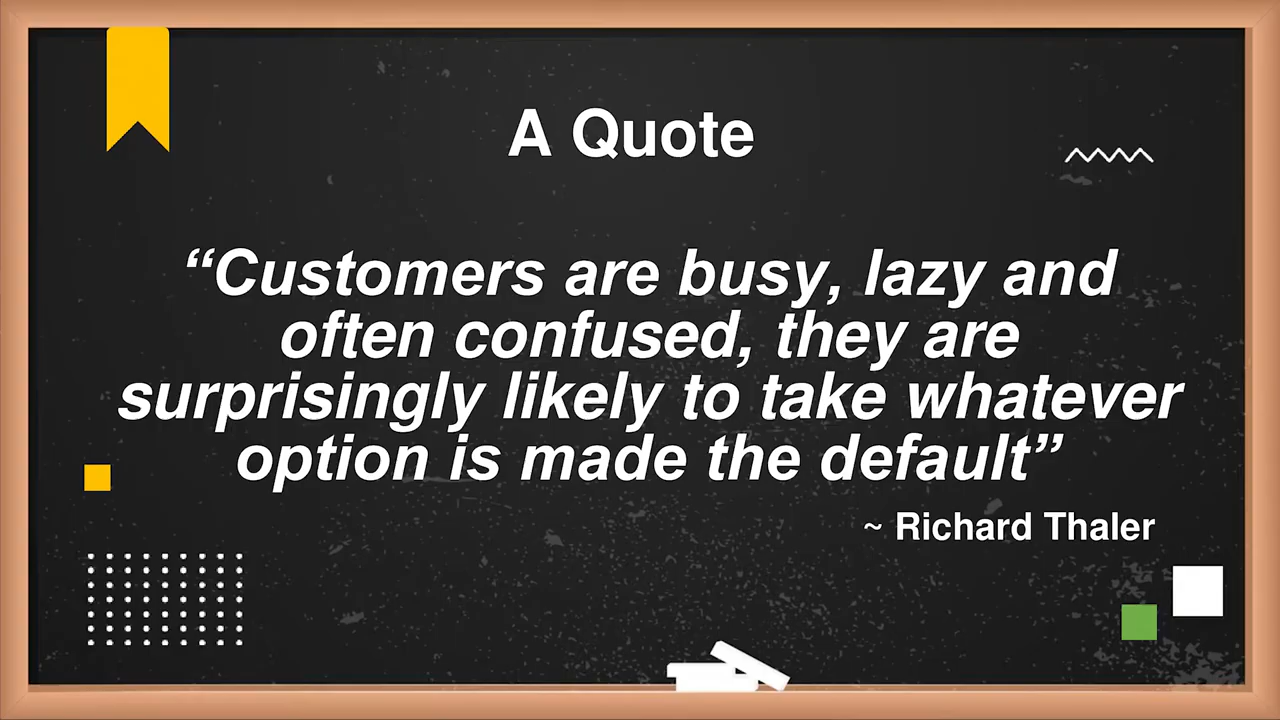 A Quote
“Customers are busy, lazy and
often confused, they are
surprisingly likely to take whatever
option is made the default”
~ Richard Thaler